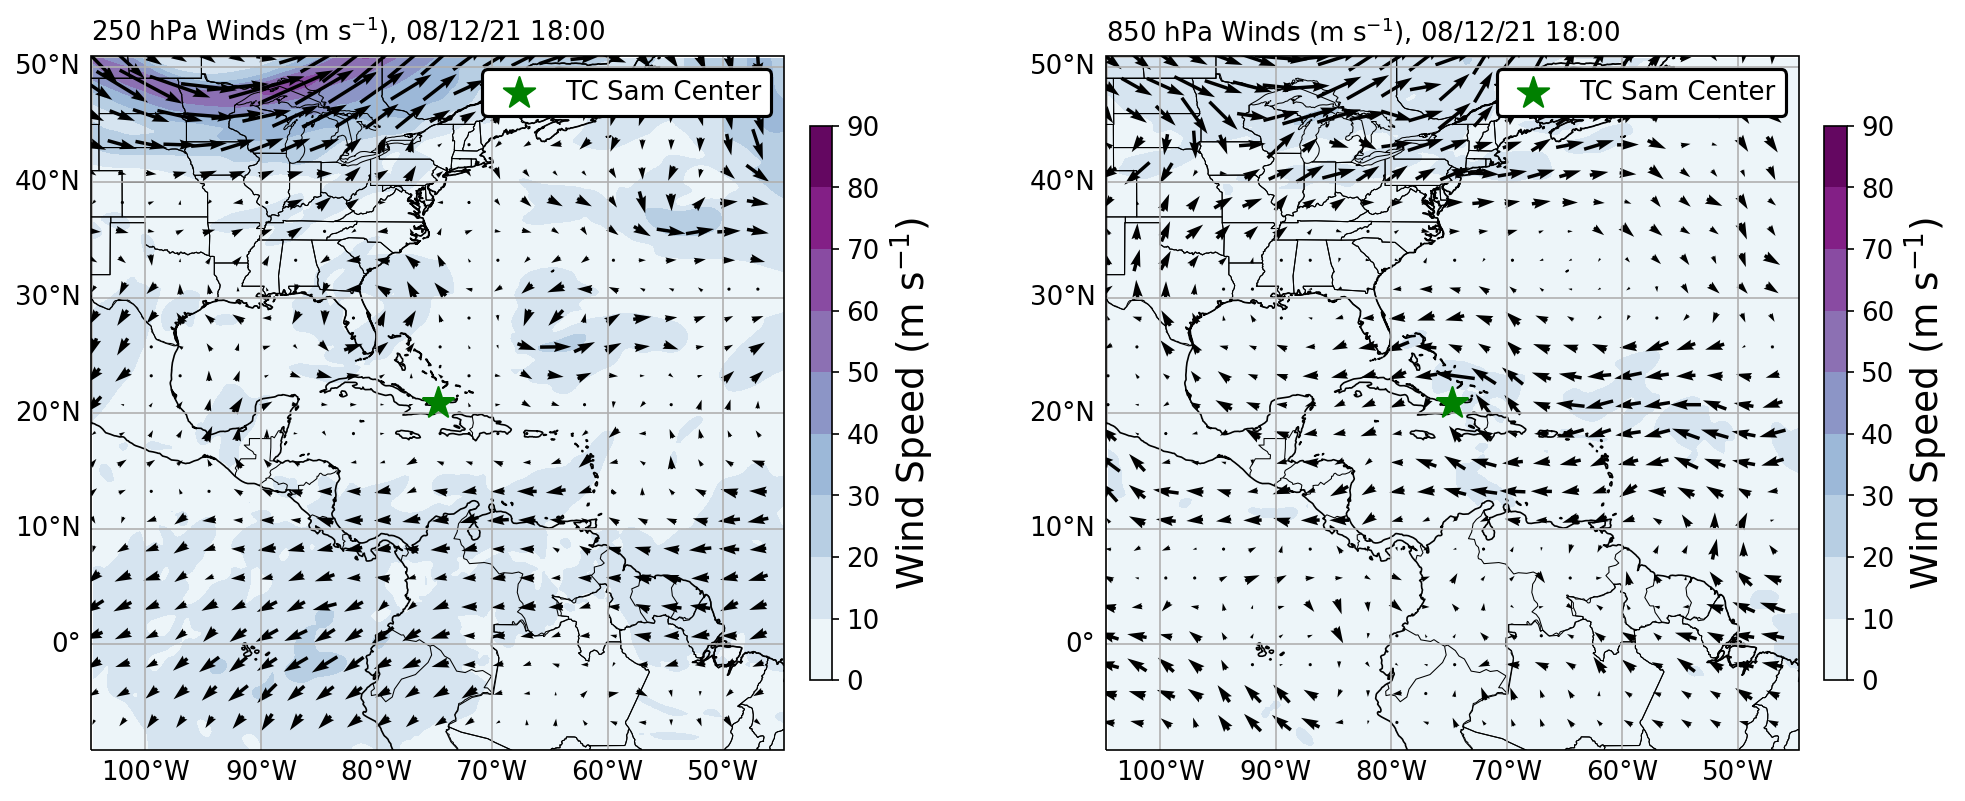 250 hPa Winds (m s⁻¹), 08/12/21 18:00
TC Sam Center
50°N
40°N
30°N
20°N
10°N
0°
100°W 90°W 80°W 70°W 60°W 50°W
90
80
70
60
50
40
30
20
10
0
Wind Speed (m s⁻¹)
850 hPa Winds (m s⁻¹), 08/12/21 18:00
TC Sam Center
50°N
40°N
30°N
20°N
10°N
0°
100°W 90°W 80°W 70°W 60°W 50°W
90
80
70
60
50
40
30
20
10
0
Wind Speed (m s⁻¹)